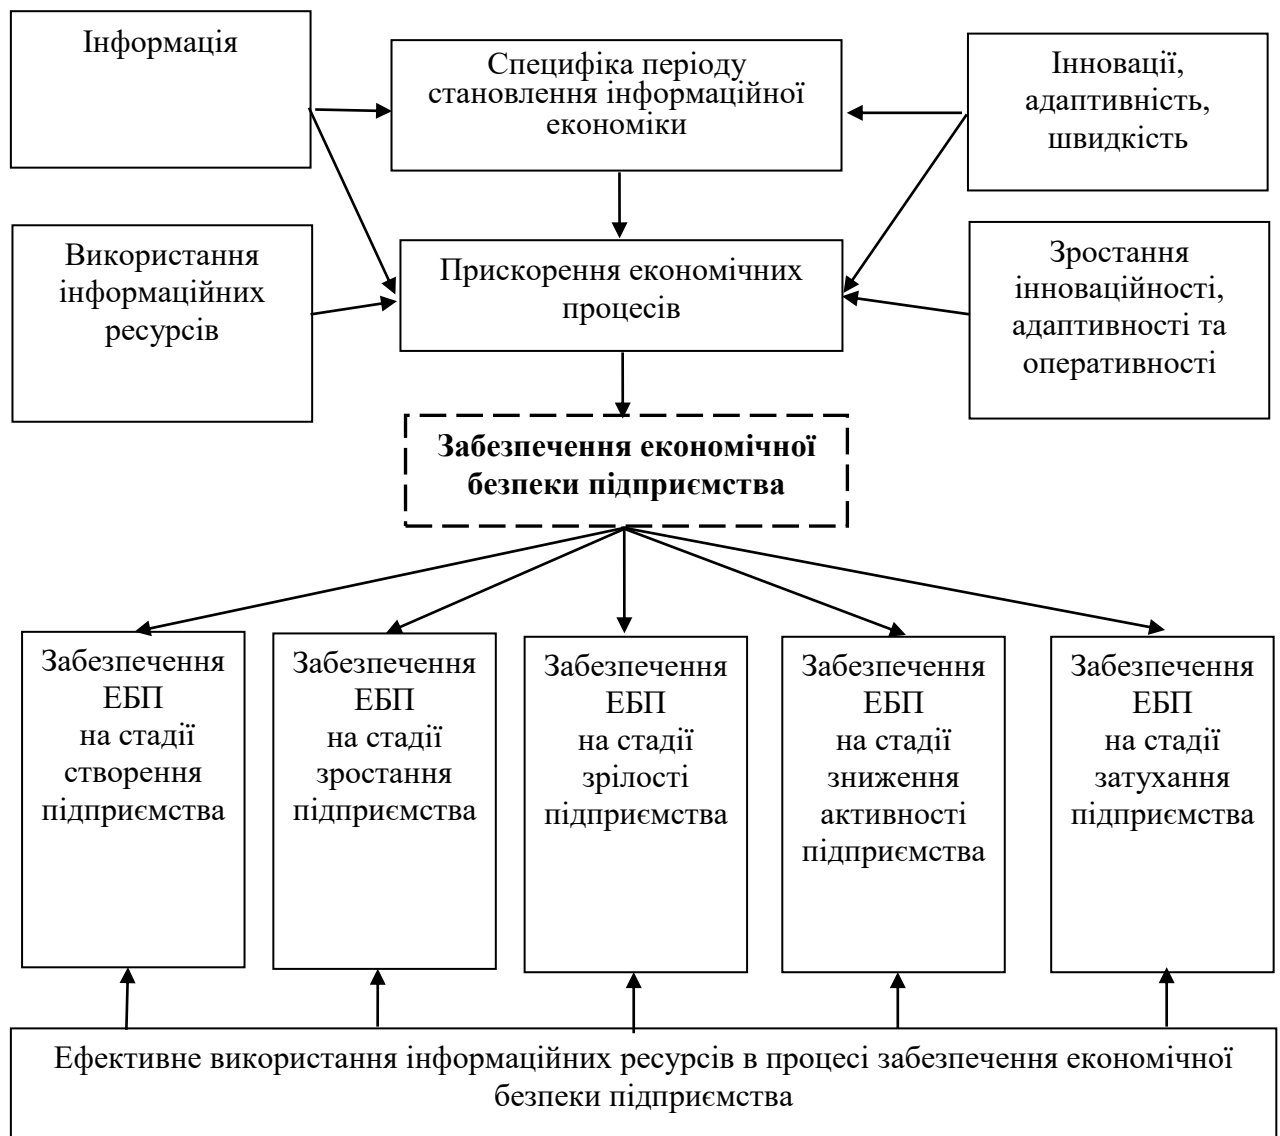 Інформація
Специфіка періоду
становлення інформаційної
економіки
Інновації,
адаптивність,
швидкість
Використання
інформаційних
ресурсів
Прискорення економічних
процесів
Зростання
інноваційності,
адаптивності та
оперативності
Забезпечення економічної
безпеки підприємства
Забезпечення
ЕБП
на стадії
створення
підприємства
Забезпечення
ЕБП
на стадії
зростання
підприємства
Забезпечення
ЕБП
на стадії
зрілості
підприємства
Забезпечення
ЕБП
на стадії
зниження
активності
підприємства
Забезпечення
ЕБП
на стадії
затухання
підприємства
Ефективне використання інформаційних ресурсів в процесі забезпечення економічної
безпеки підприємства